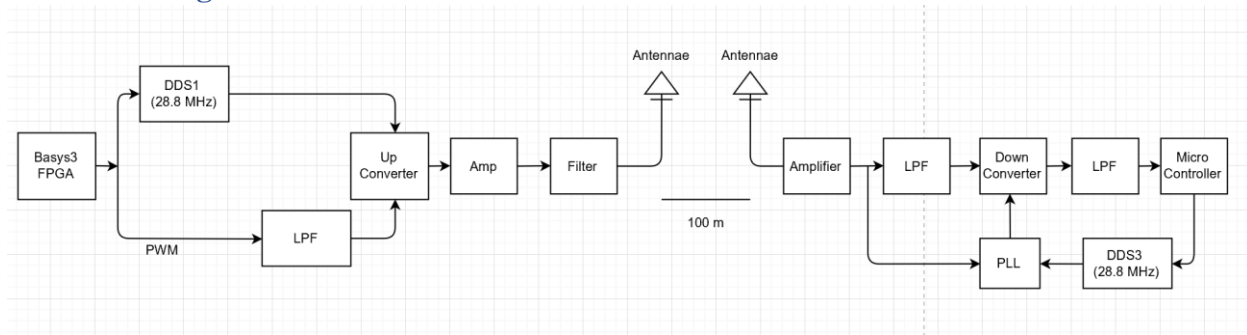 Antennae
Antennae
DDS1
(28.8 MHz)
Basys3
FPGA
Up
Converter
Amp
Filter
Amplifier
LPF
Down
Converter
LPF
Micro
Controller
100 m
LPF
PWM
PLL
DDS3
(28.8 MHz)